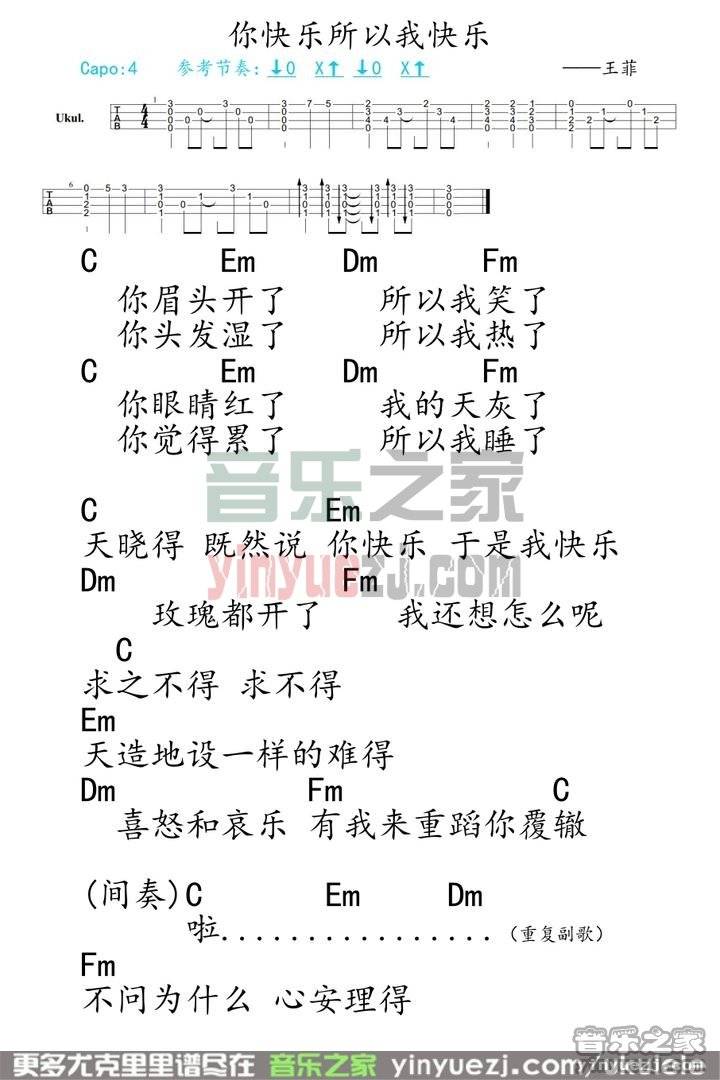 你快乐所以我快乐
Capo:4 参考节奏:↓0 X↑ ↓0 X↑ ——王菲
Ukul.
C Em Dm Fm
你眉头开了 所以我笑了
你头发湿了 所以我热了
C Em Dm Fm
你眼睛红了 我的天灰了
你觉得累了 所以我睡了
音乐之家
C Em
天晓得 既然说 你快乐 于是我快乐
yinyuezj.com
Dm Fm
玫瑰都开了 我还想怎么呢
C
求之不得 求不得
Em
天造地设一样的难得
Dm Fm C
喜怒和哀乐 有我来重蹈你覆辙
(间奏)C Em Dm
啦................(重复副歌)
Fm
不问为什么 心安理得
音乐之家
更多尤克里里谱尽在 音乐之家 yinyuezj.com/ukulele